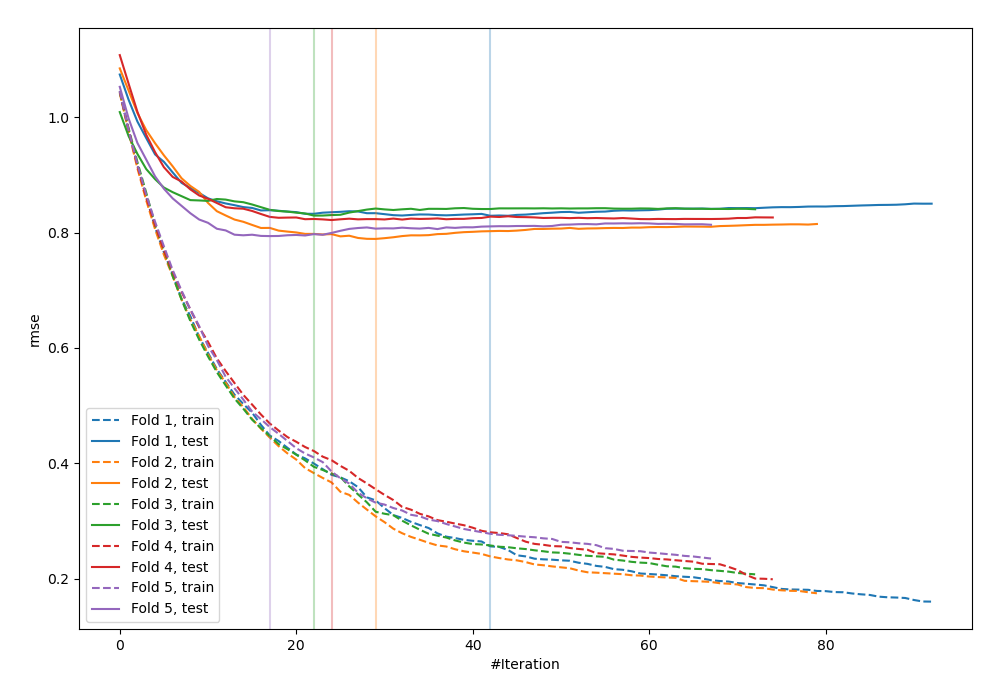 1.0
0.8
0.6
0.4
0.2
rmse
Fold 1, train
Fold 1, test
Fold 2, train
Fold 2, test
Fold 3, train
Fold 3, test
Fold 4, train
Fold 4, test
Fold 5, train
Fold 5, test
0 20 40 60 80
#Iteration